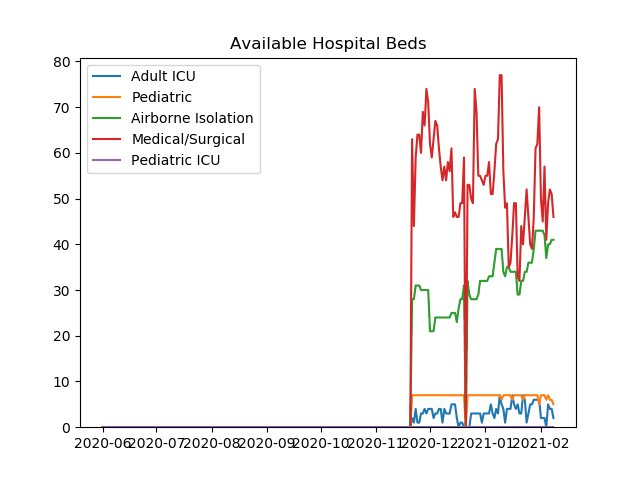 Available Hospital Beds
80
70
60
50
40
30
20
10
0
Adult ICU
Pediatric
Airborne Isolation
Medical/Surgical
Pediatric ICU
2020-06 2020-07 2020-08 2020-09 2020-10 2020-11 2020-12 2021-01 2021-02